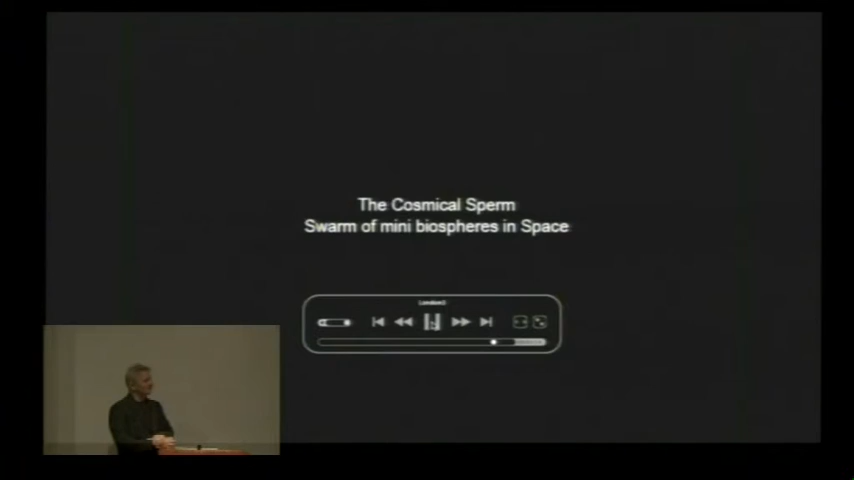 The Cosmical Sperm
Swarm of mini biospheres in Space